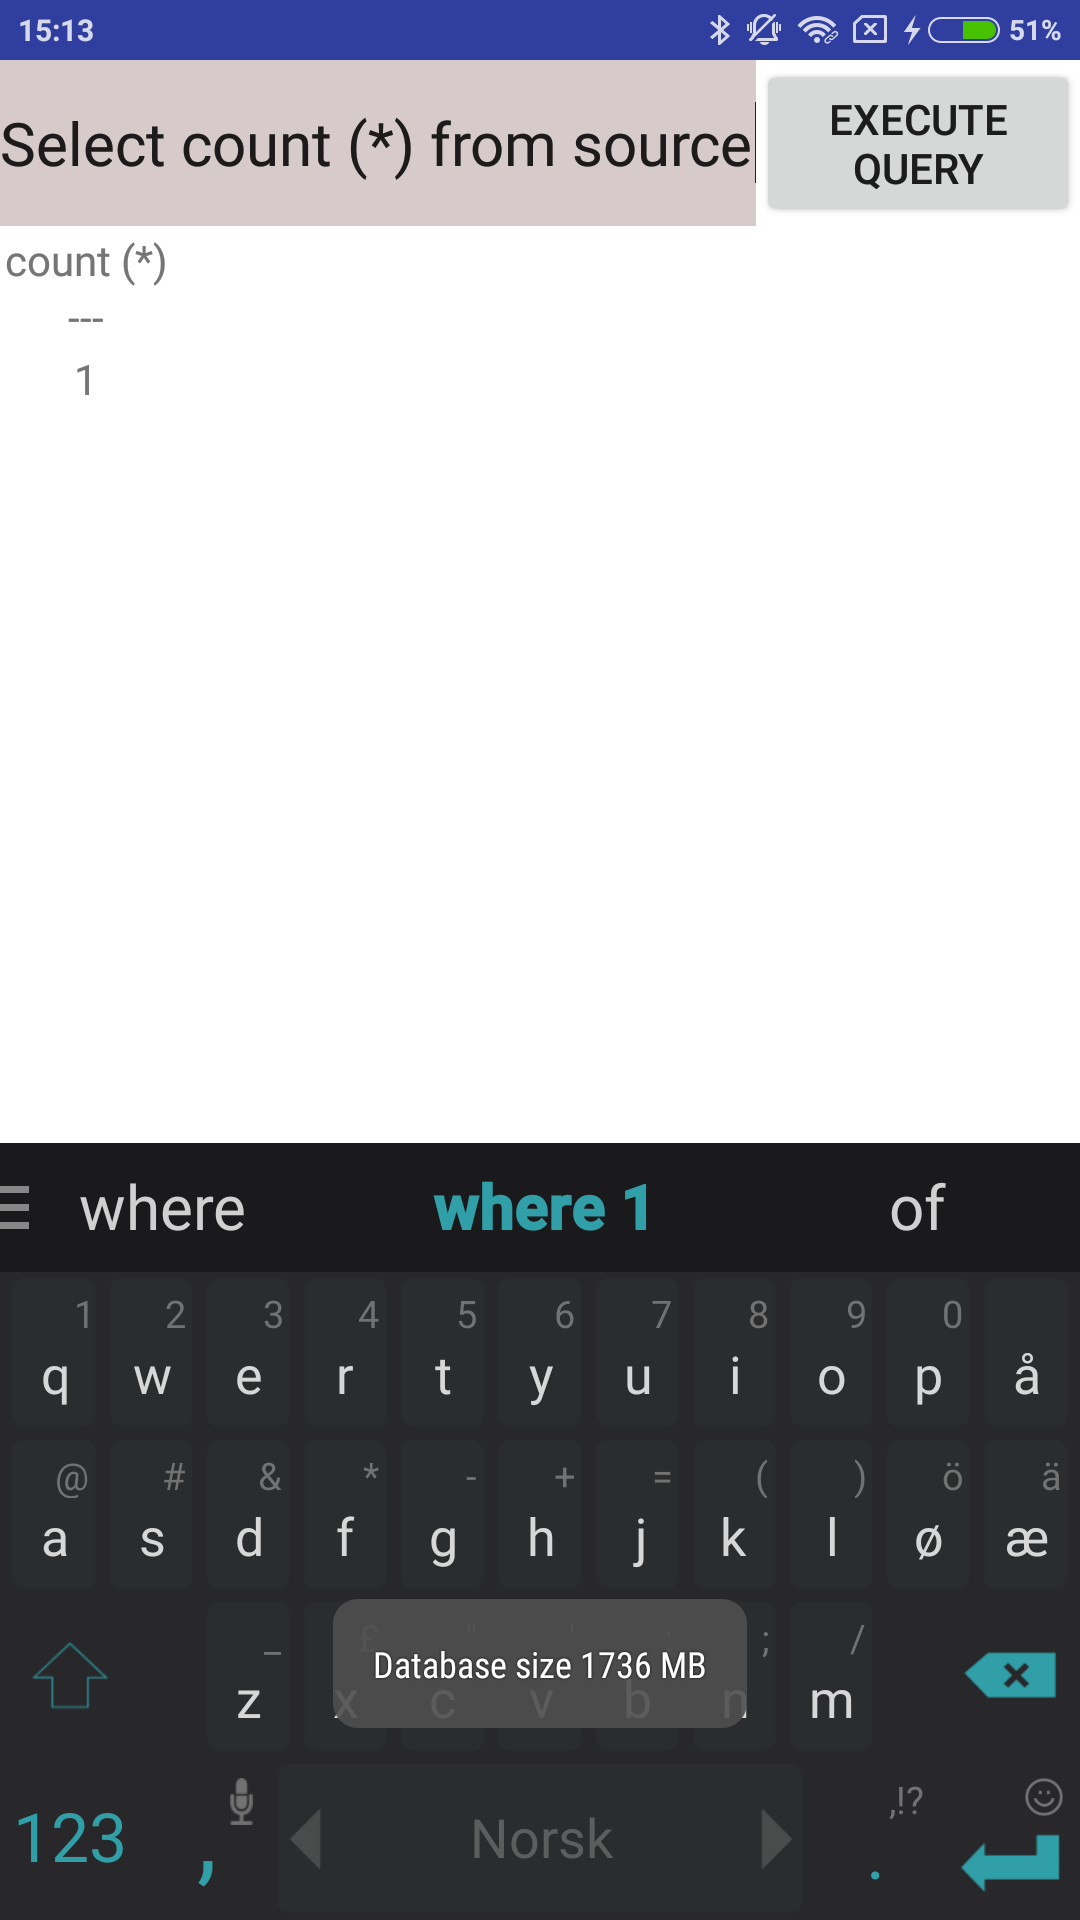 15:13 51%
Select count (*) from source
EXECUTE
QUERY
count (*)
---
1
where where 1 of
1 2 3 4 5 6 7 8 9 0
q w e r t y u i o p å
@ # & * - + = ( ) ö ä
a s d f g h j k l ø æ
_ £ " ' : ; /
z x c v b n m
Database size 1736 MB
,!?
123 , Norsk .